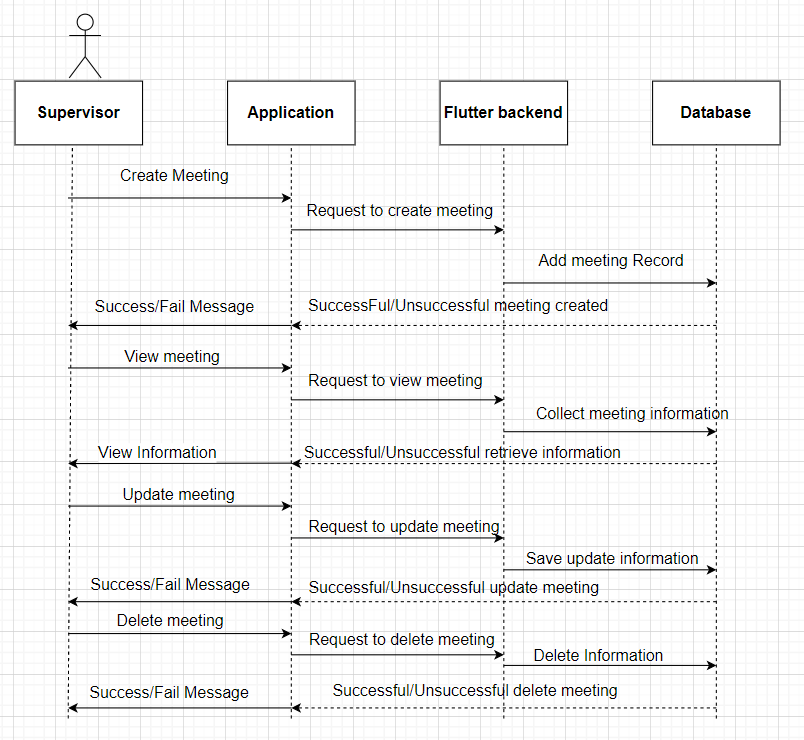 Supervisor
Application
Flutter backend
Database
Create Meeting
Request to create meeting
Add meeting Record
Success/Fail Message
SuccessFul/Unsuccessful meeting created
View meeting
Request to view meeting
Collect meeting information
View Information
Successful/Unsuccessful retrieve information
Update meeting
Request to update meeting
Save update information
Success/Fail Message
Successful/Unsuccessful update meeting
Delete meeting
Request to delete meeting
Delete Information
Success/Fail Message
Successful/Unsuccessful delete meeting